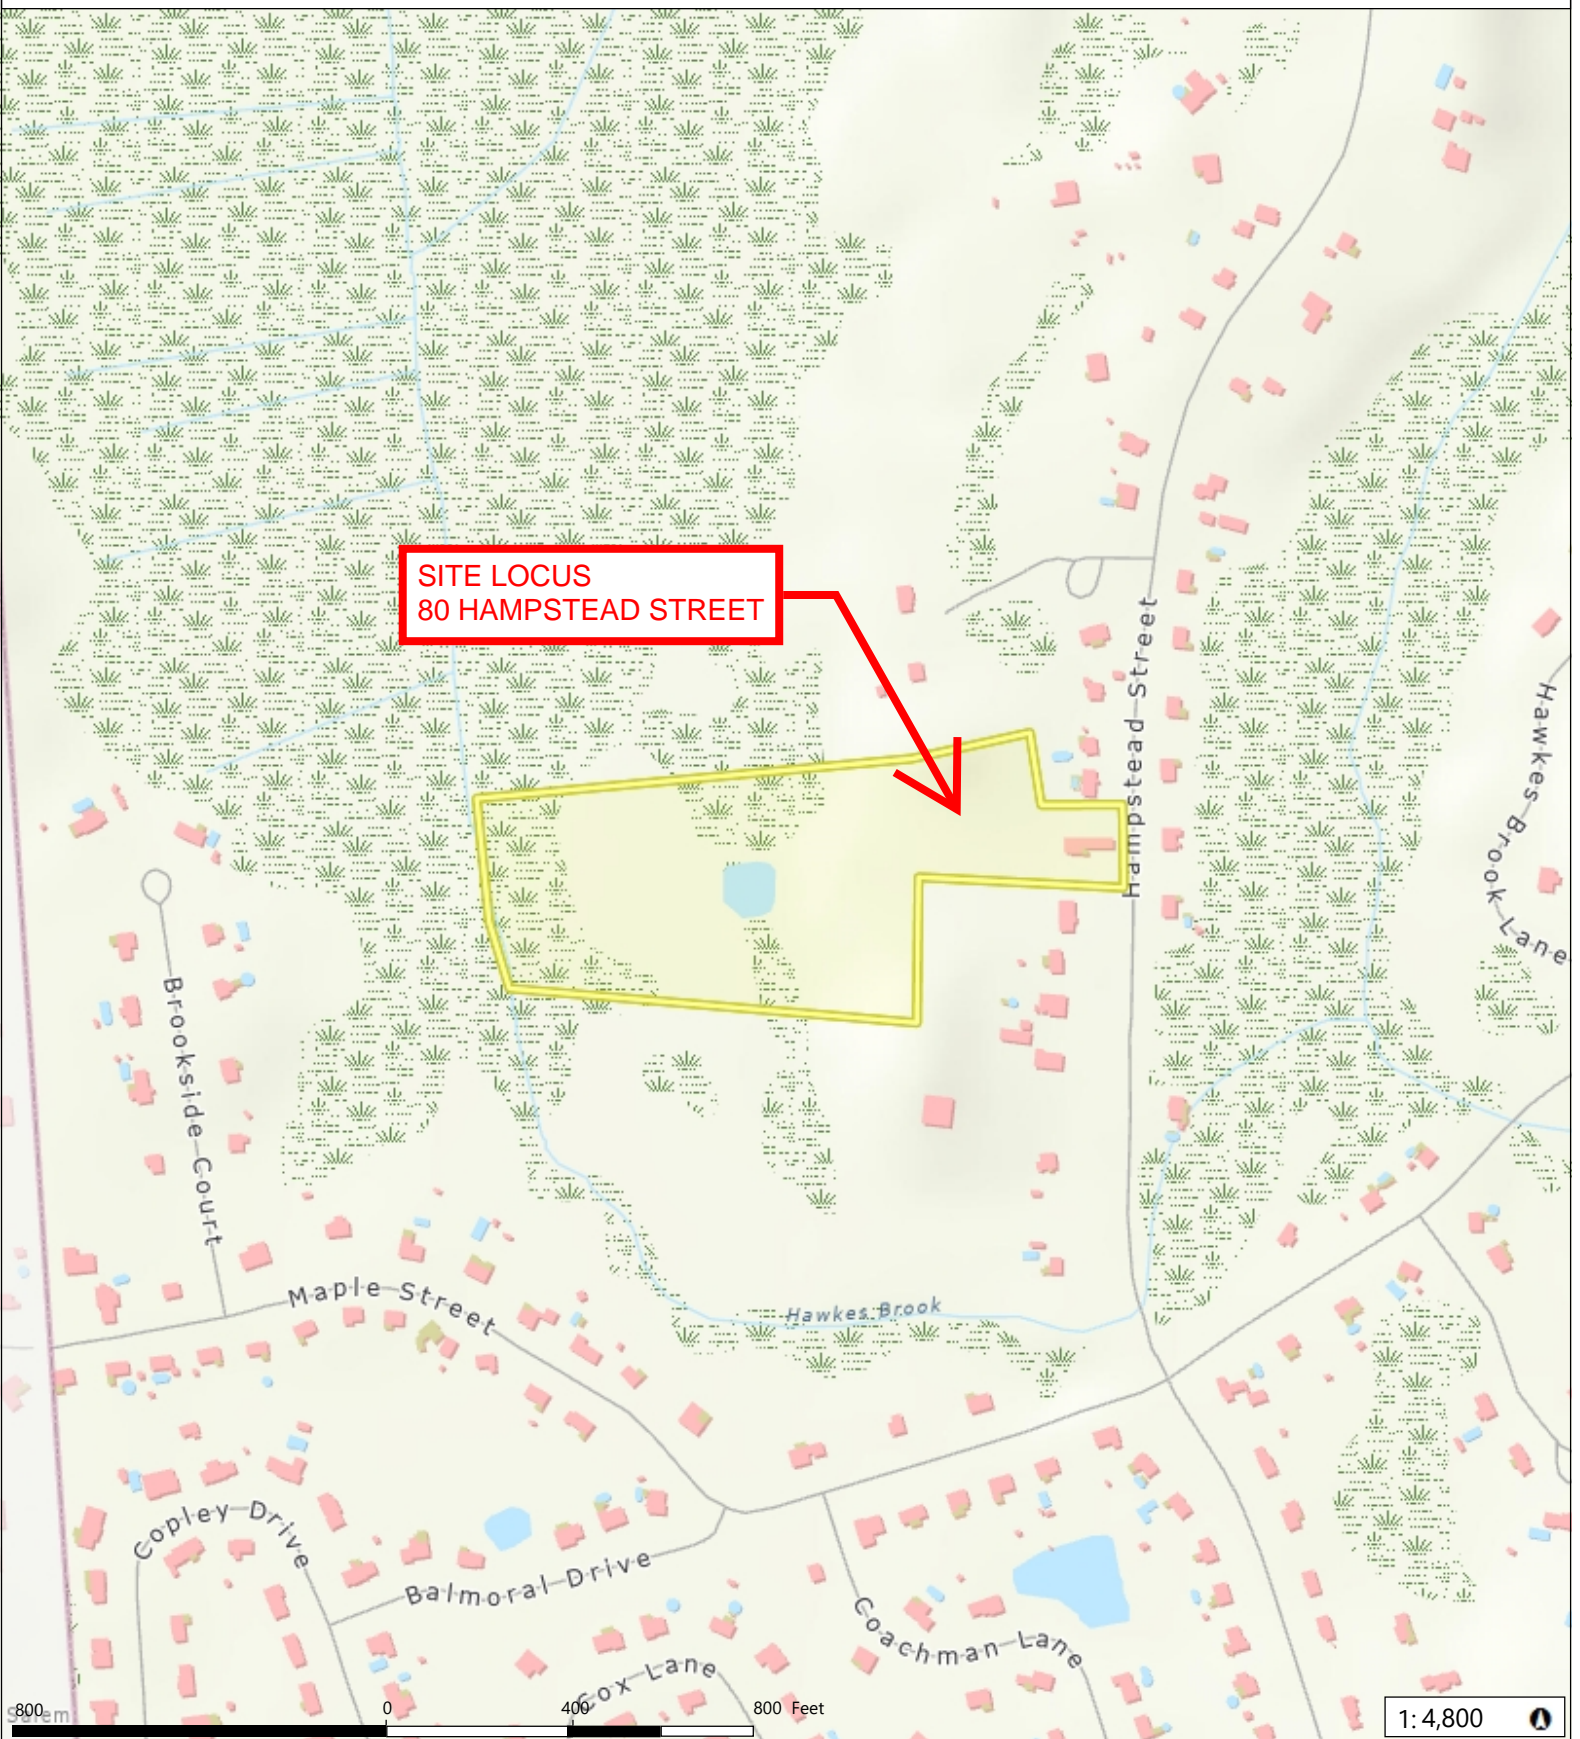 SITE LOCUS
80 HAMPSTEAD STREET
Hampstead Street
Hawkes Brook Lane
Brookside Court
Maple Street
Hawkes Brook
Copley Drive
Balmoral Drive
Coachman Lane
Cox Lane
Salem
800 0 400 800 Feet
1: 4,800